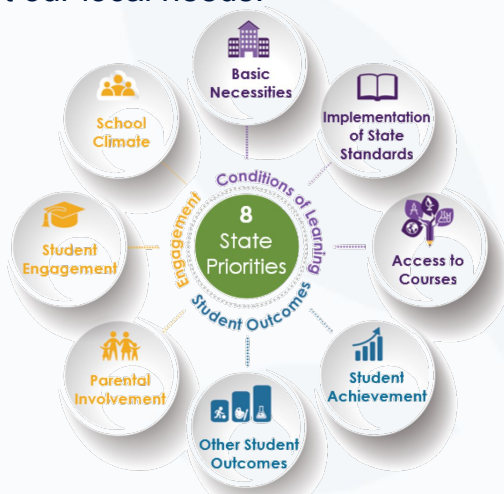 Basic
Necessities
Implementation
of State
Standards
Access to
Courses
Student
Achievement
Other Student
Outcomes
Parental
Involvement
Student
Engagement
School
Climate
Conditions of Learning
Engagement
Student Outcomes
8
State
Priorities